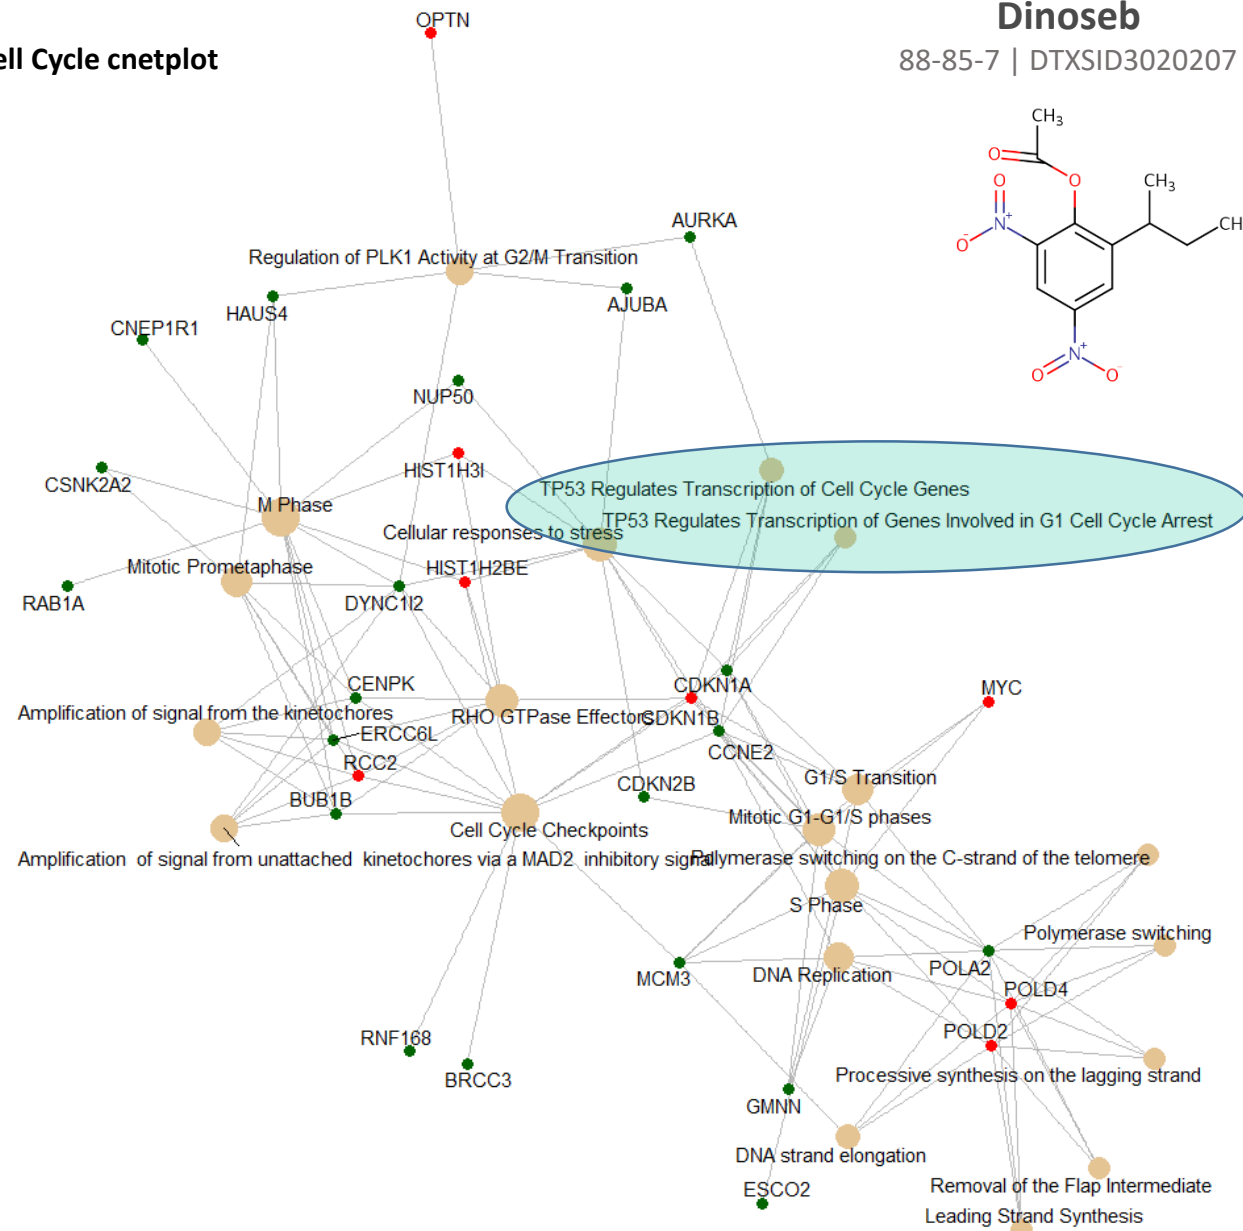 OPTN
Dinoseb
ell Cycle cnetplot
88-85-7 | DTXSID3020207
CH3
O
O
O
CH3
N+
O-
CH
AURKA
Regulation of PLK1 Activity at G2/M Transition
HAUS4
AJUBA
CNEP1R1
N+
O
O-
NUP50
HIST1H3I
CSNK2A2
TP53 Regulates Transcription of Cell Cycle Genes
M Phase
TP53 Regulates Transcription of Genes Involved in G1 Cell Cycle Arrest
Cellular responses to stress
Mitotic Prometaphase
HIST1H2BE
RAB1A
DYNC1I2
CENPK
CDKN1A
MYC
Amplification of signal from the kinetochores
RHO GTPase Effectors
CDKN1B
ERCC6L
CCNE2
RCC2
G1/S Transition
CDKN2B
BUB1B
Mitotic G1-G1/S phases
Cell Cycle Checkpoints
Amplification of signal from unattached kinetochores via a MAD2 inhibitory signal
Polymerase switching on the C-strand of the telomere
S Phase
Polymerase switching
MCM3
DNA Replication
POLA2
POLD4
POLD2
RNF168
BRCC3
Processive synthesis on the lagging strand
GMNN
DNA strand elongation
ESCO2
Removal of the Flap Intermediate
Leading Strand Synthesis